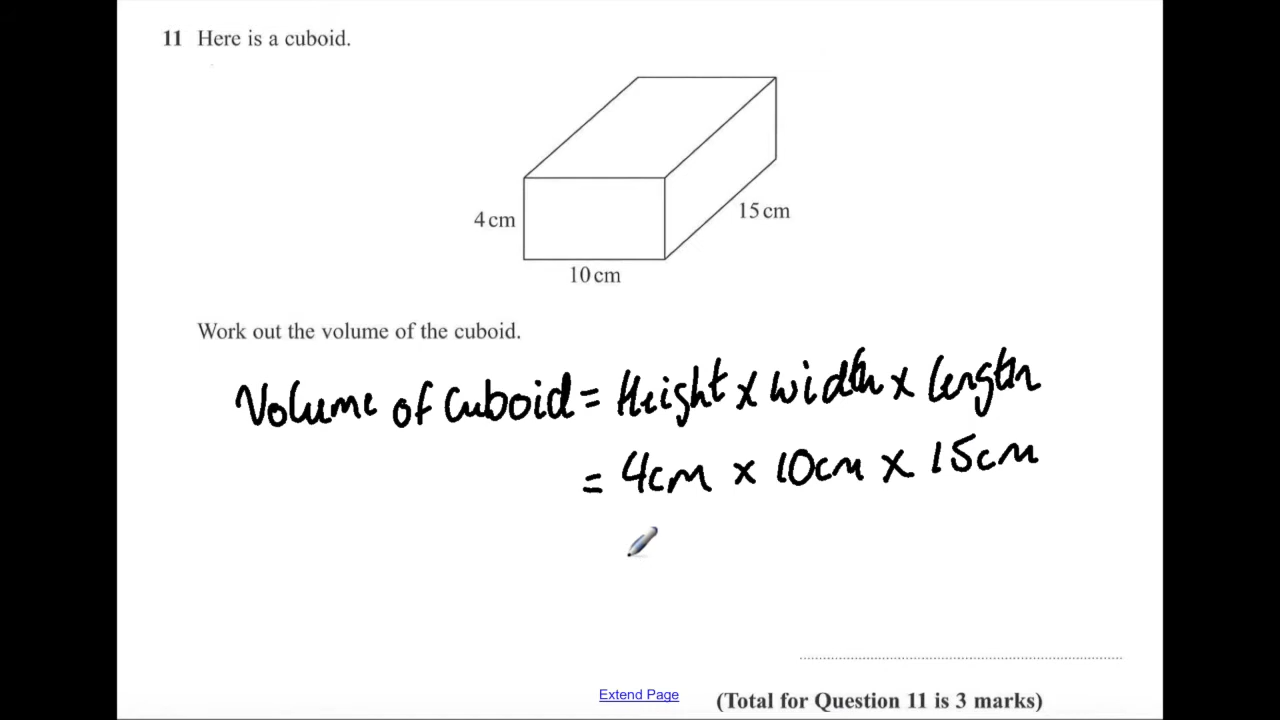 11 Here is a cuboid.
4 cm
15 cm
10 cm
Work out the volume of the cuboid.
Volume of Cuboid = Height x width x length
= 4cm x 10cm x 15cm
Extend Page
(Total for Question 11 is 3 marks)